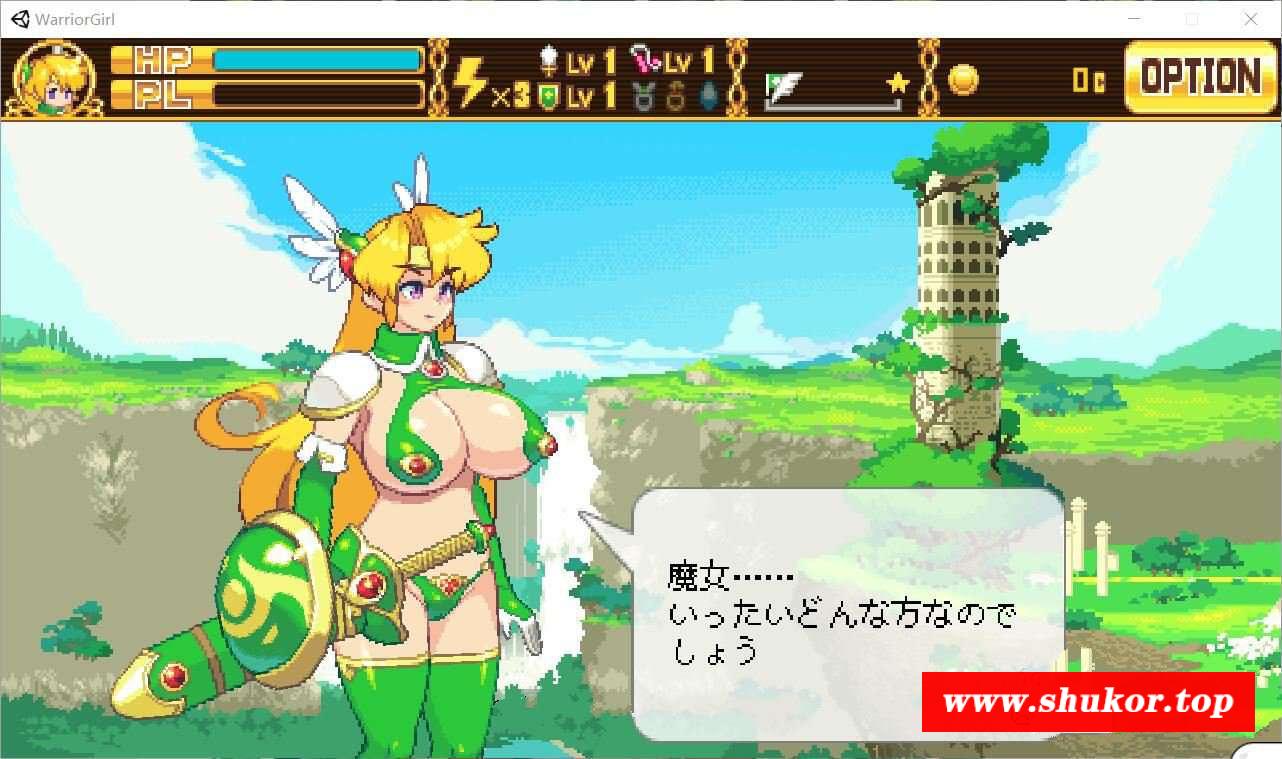 WarriorGirl
HP
PL
×3
Lv 1
Lv 1
Lv 1
0c
OPTION
魔女……
いったいどんな方なので
しょう
www.shukor.top